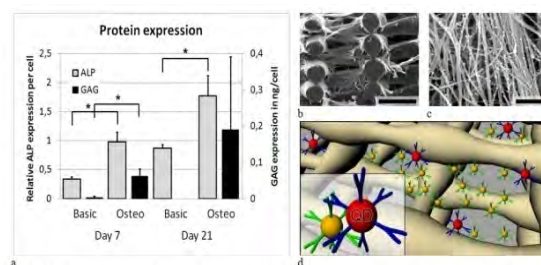 Protein expression
Relative ALP expression per cell
2,5
2
1,5
1
0,5
0
ALP
GAG
*
*
*
0,4
0,3
0,2
0,1
0
GAG expression in ng/cell
Basic Osteo Basic Osteo
Day 7 Day 21
a
b
c
QD
d